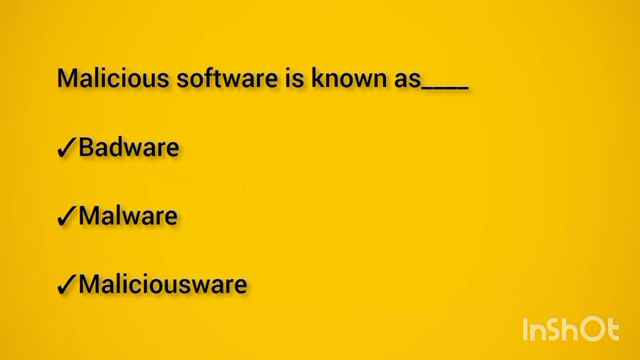 Malicious software is known as____
✓Badware
✓Malware
✓Maliciousware
InShOt